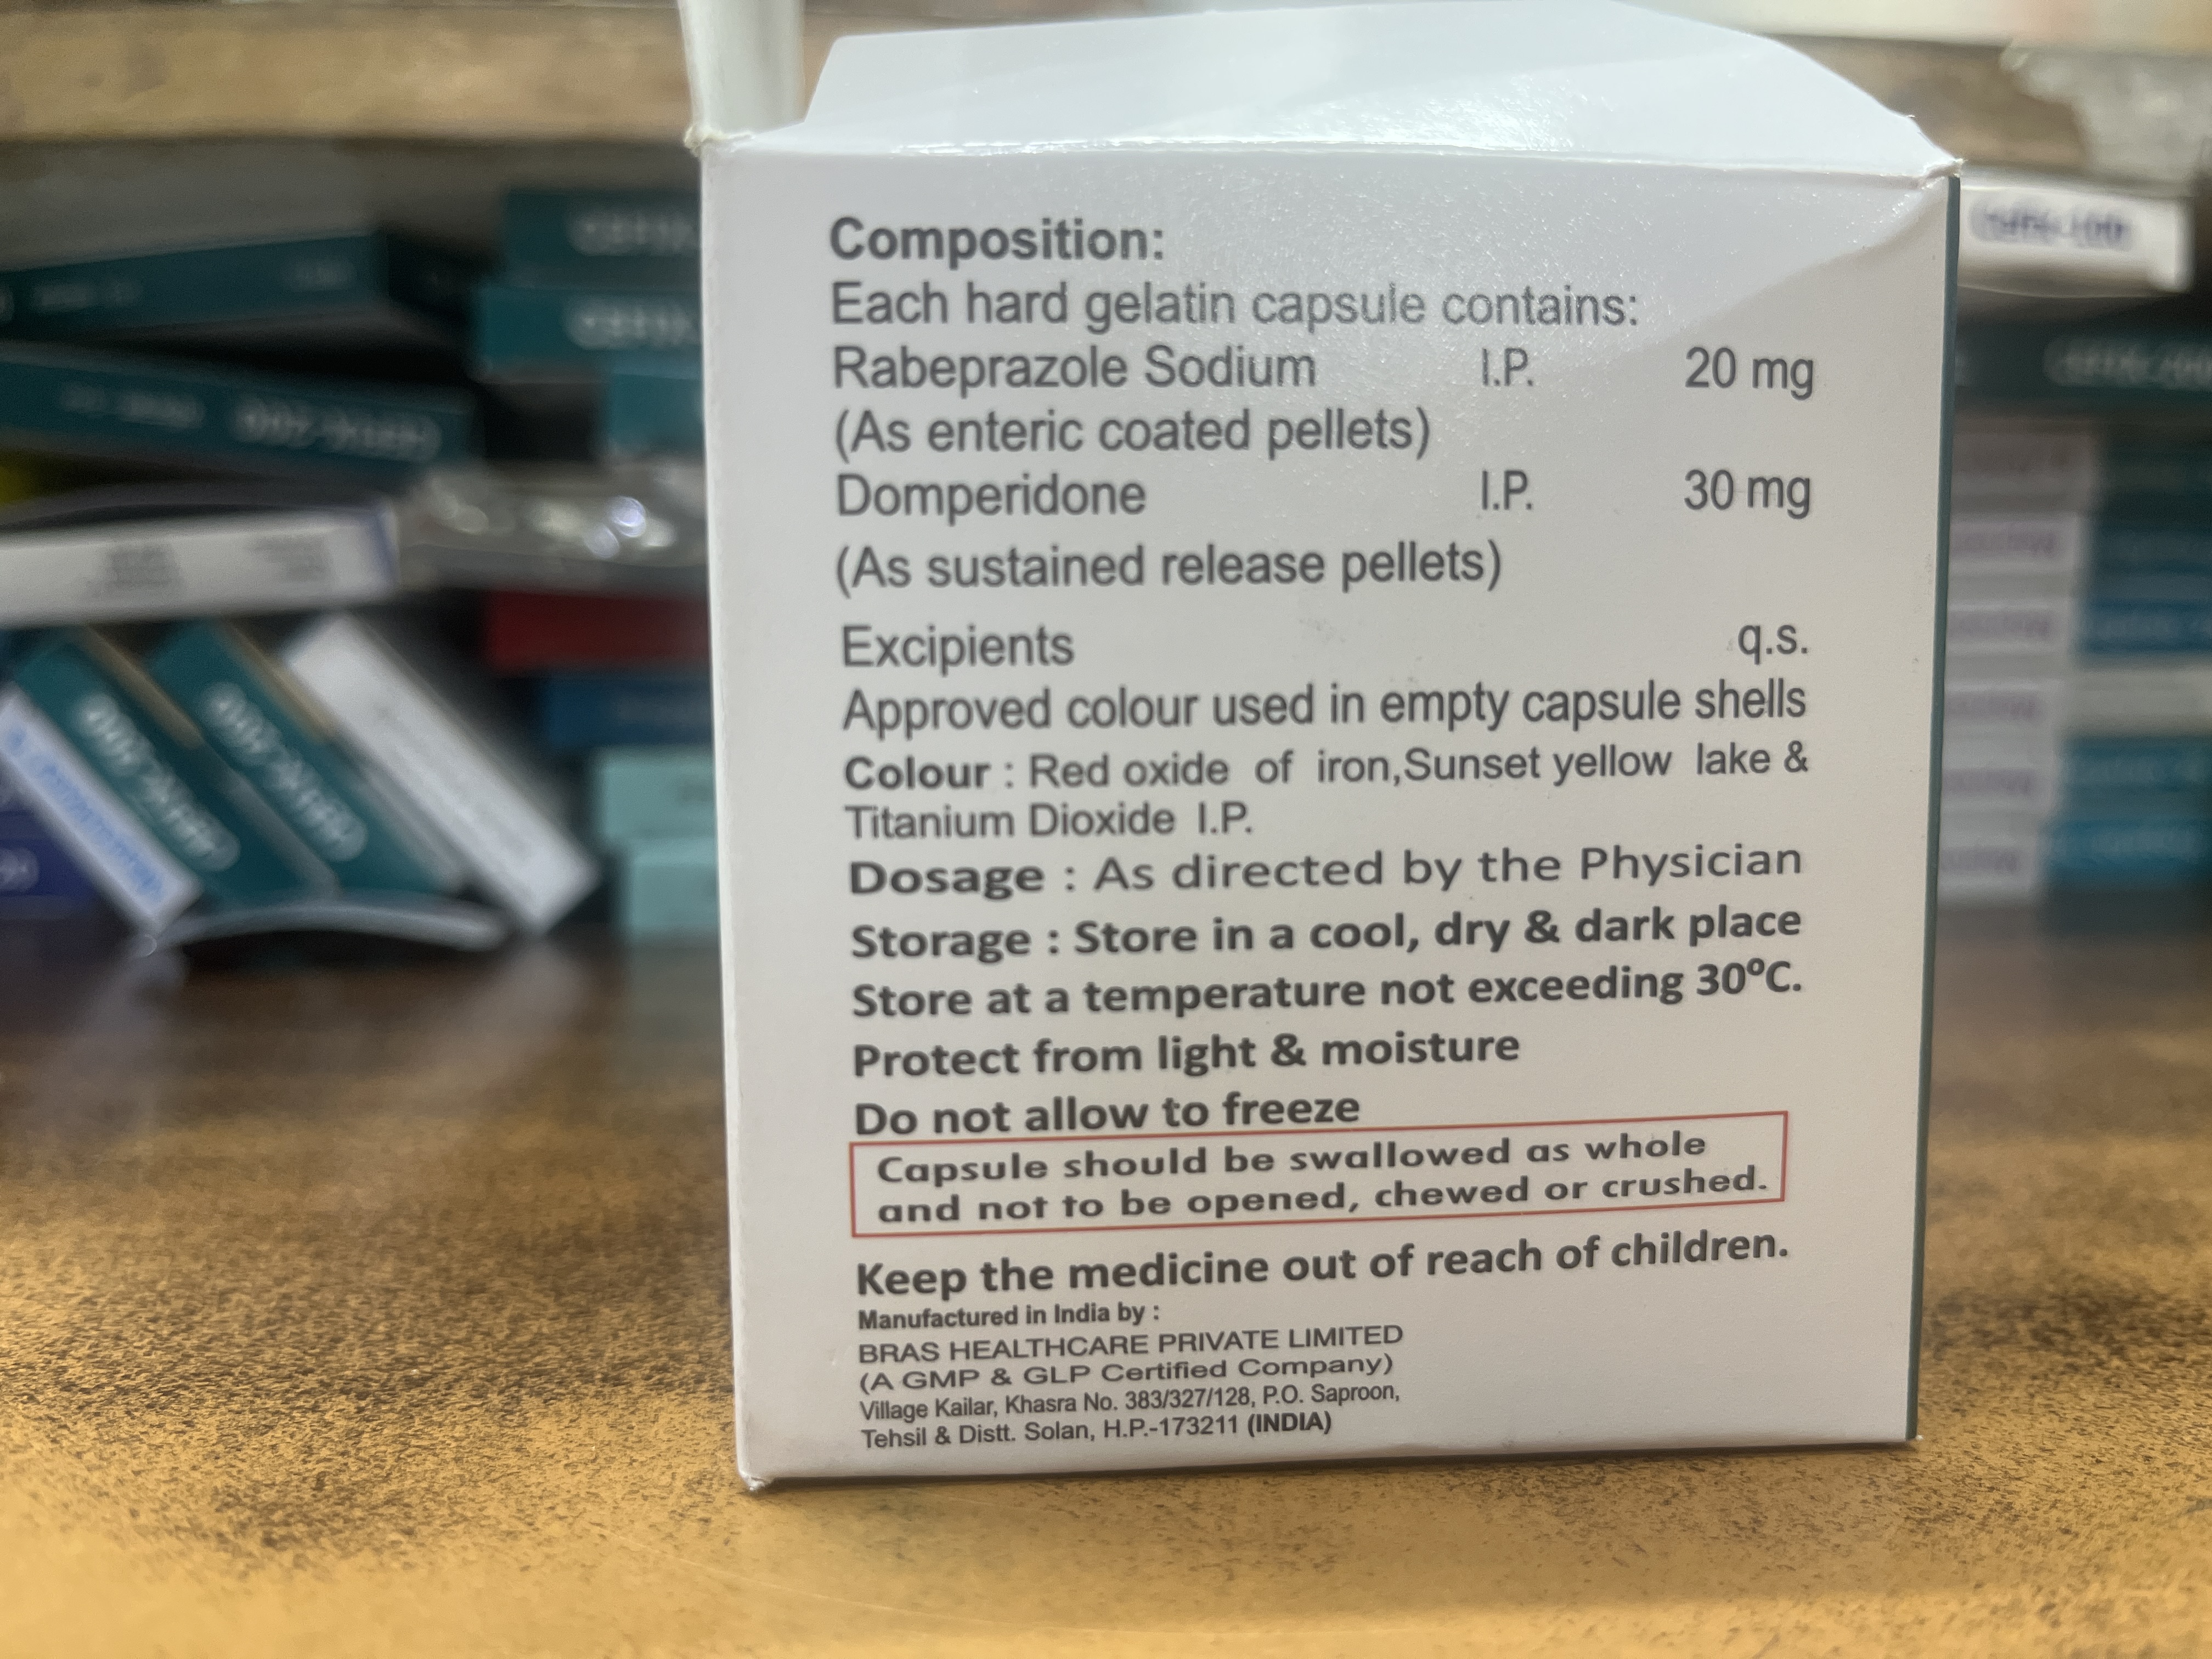 Composition:
Each hard gelatin capsule contains:
Rabeprazole Sodium I.P. 20 mg
(As enteric coated pellets)
Domperidone I.P. 30 mg
(As sustained release pellets)
Excipients q.s.
Approved colour used in empty capsule shells
Colour : Red oxide of iron,Sunset yellow lake &
Titanium Dioxide I.P.
Dosage : As directed by the Physician
Storage : Store in a cool, dry & dark place
Store at a temperature not exceeding 30ºC.
Protect from light & moisture
Do not allow to freeze
Capsule should be swallowed as whole
and not to be opened, chewed or crushed.
Keep the medicine out of reach of children.
Manufactured in India by :
BRAS HEALTHCARE PRIVATE LIMITED
(A GMP & GLP Certified Company)
Village Kailar, Khasra No. 383/327/128, P.O. Saproon,
Tehsil & Distt. Solan, H.P.-173211 (INDIA)